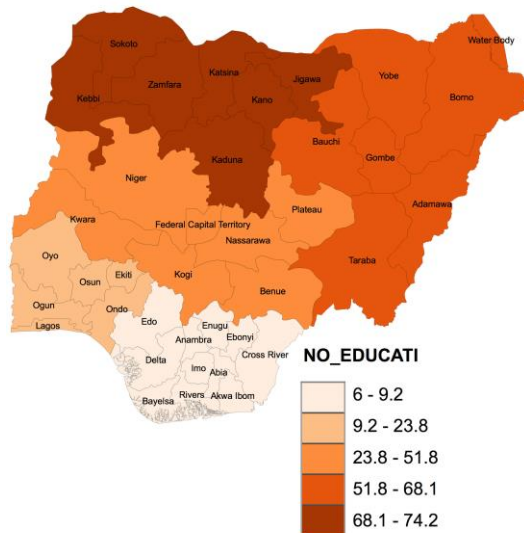 Water Body
Sokoto
Katsina
Jigawa
Yobe
Borno
Zamfara
Kano
Kebbi
Kaduna
Bauchi
Gombe
Niger
Adamawa
Plateau
Kwara
Federal Capital Territory
Nassarawa
Taraba
Oyo
Kogi
Ekiti
Osun
Benue
Ogun
Ondo
Lagos
Edo
Enugu
Anambra
Ebonyi
Cross River
Delta
Imo
Abia
Bayelsa
Rivers
Akwa Ibom
NO_EDUCATI
6 - 9.2
9.2 - 23.8
23.8 - 51.8
51.8 - 68.1
68.1 - 74.2